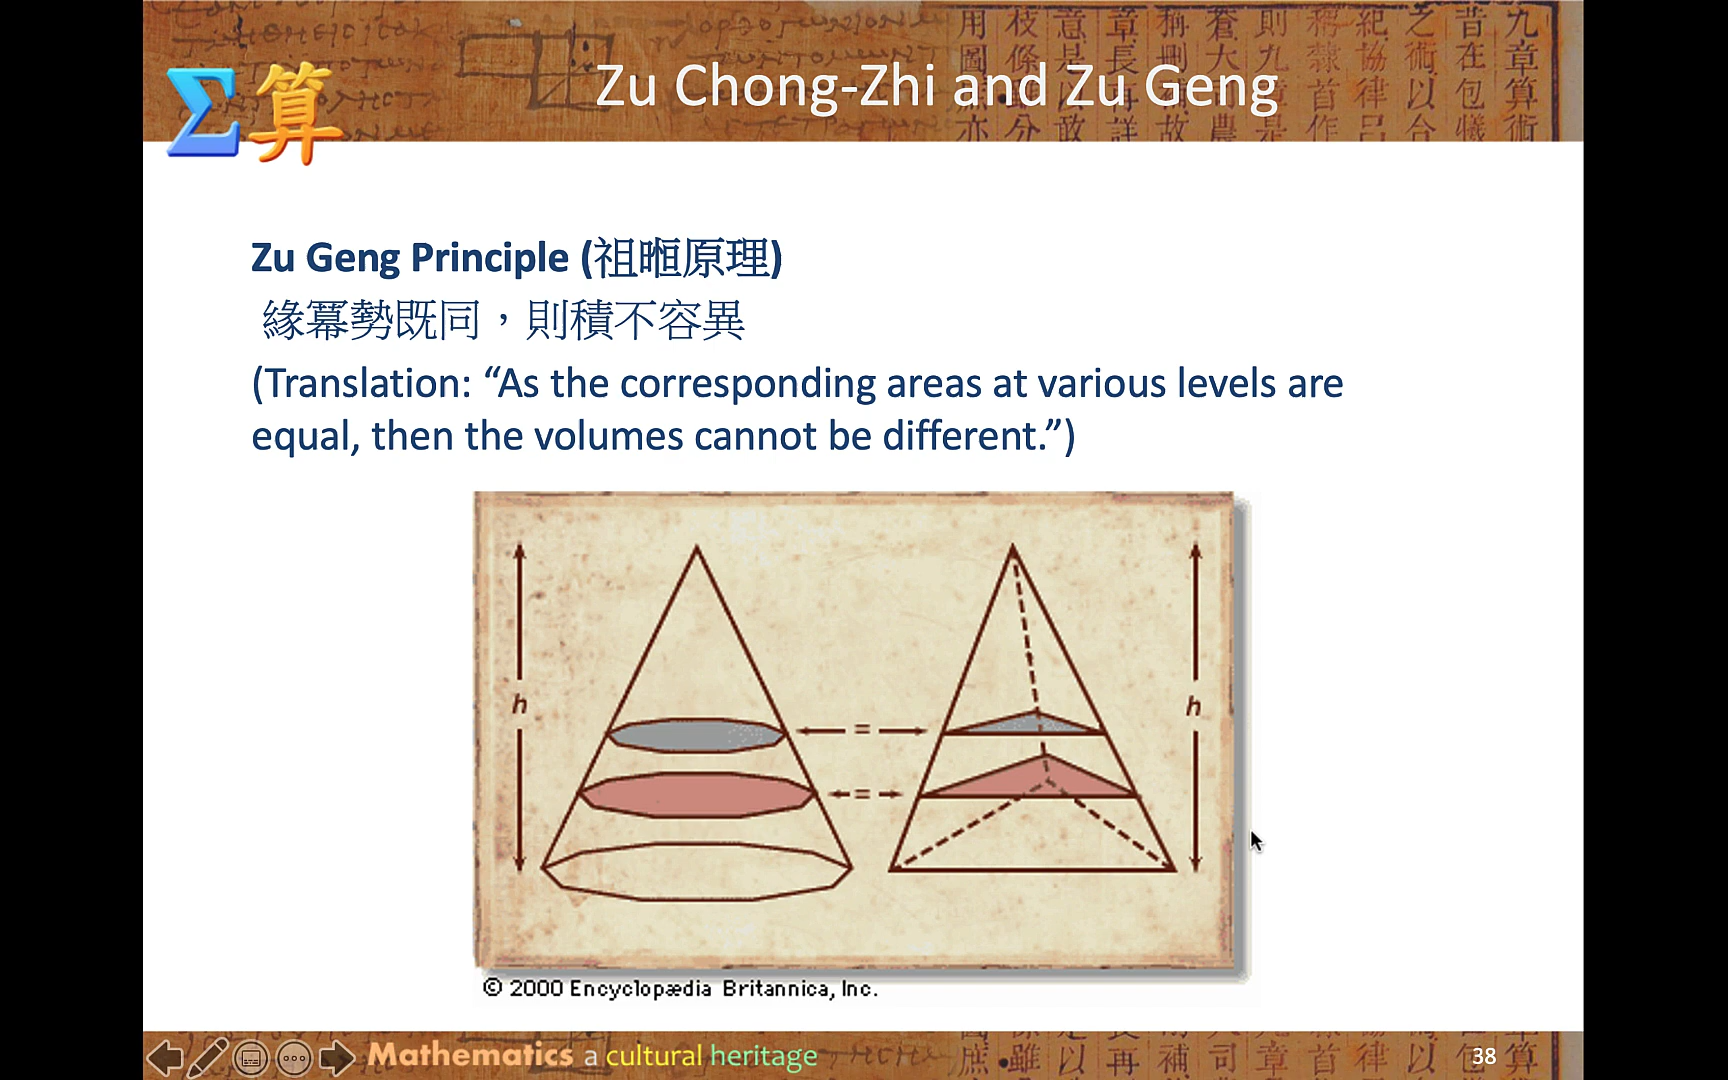 Σ算
Zu Chong-Zhi and Zu Geng
Zu Geng Principle (祖暅原理)
緣冪勢既同，則積不容異
(Translation: “As the corresponding areas at various levels are
equal, then the volumes cannot be different.”)
h
h
=
=
© 2000 Encyclopædia Britannica, Inc.
Mathematics a cultural heritage
38